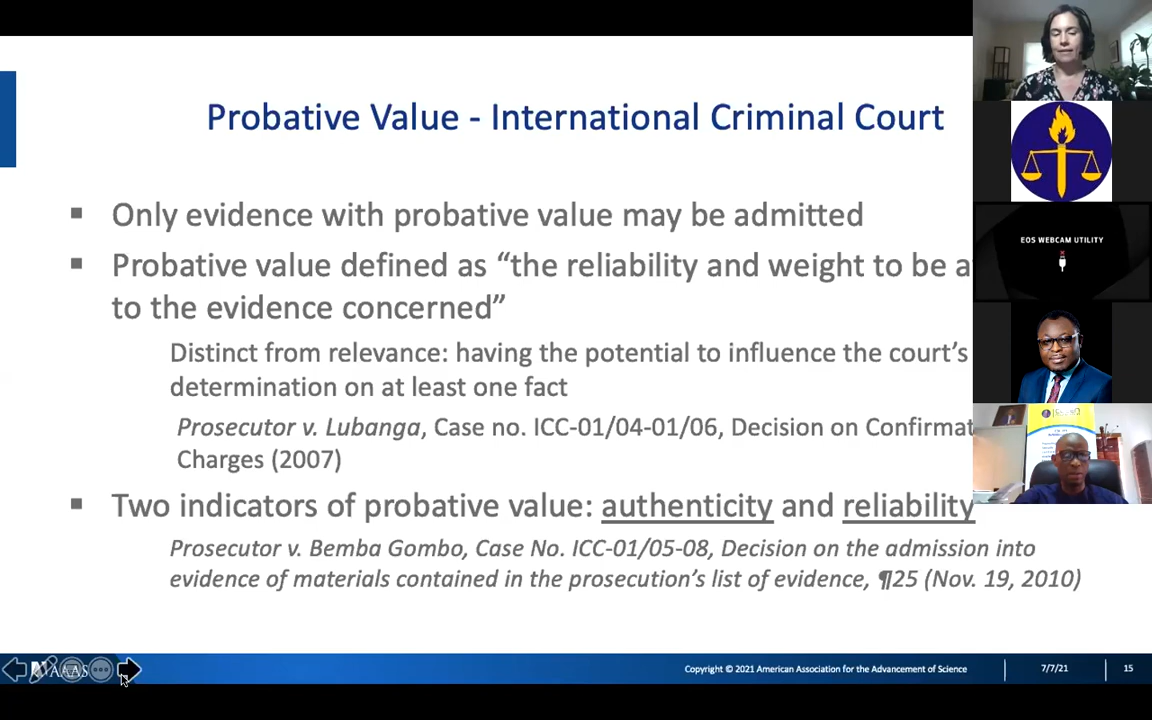 Probative Value - International Criminal Court
EOS WEBCAM UTILITY
Only evidence with probative value may be admitted
Probative value defined as “the reliability and weight to be
to the evidence concerned”
Distinct from relevance: having the potential to influence the court’s
determination on at least one fact
Prosecutor v. Lubanga, Case no. ICC-01/04-01/06, Decision on Confirmat
Charges (2007)
Two indicators of probative value: authenticity and reliability
Prosecutor v. Bemba Gombo, Case No. ICC-01/05-08, Decision on the admission into
evidence of materials contained in the prosecution’s list of evidence, ¶25 (Nov. 19, 2010)
AAAS
Copyright © 2021 American Association for the Advancement of Science
7/7/21
15